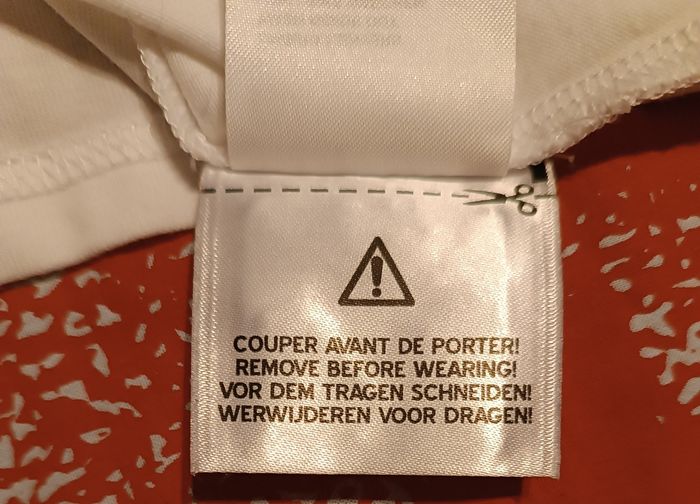 COUPER AVANT DE PORTER!
REMOVE BEFORE WEARING!
VOR DEM TRAGEN SCHNEIDEN!
WERWIJDEREN VOOR DRAGEN!